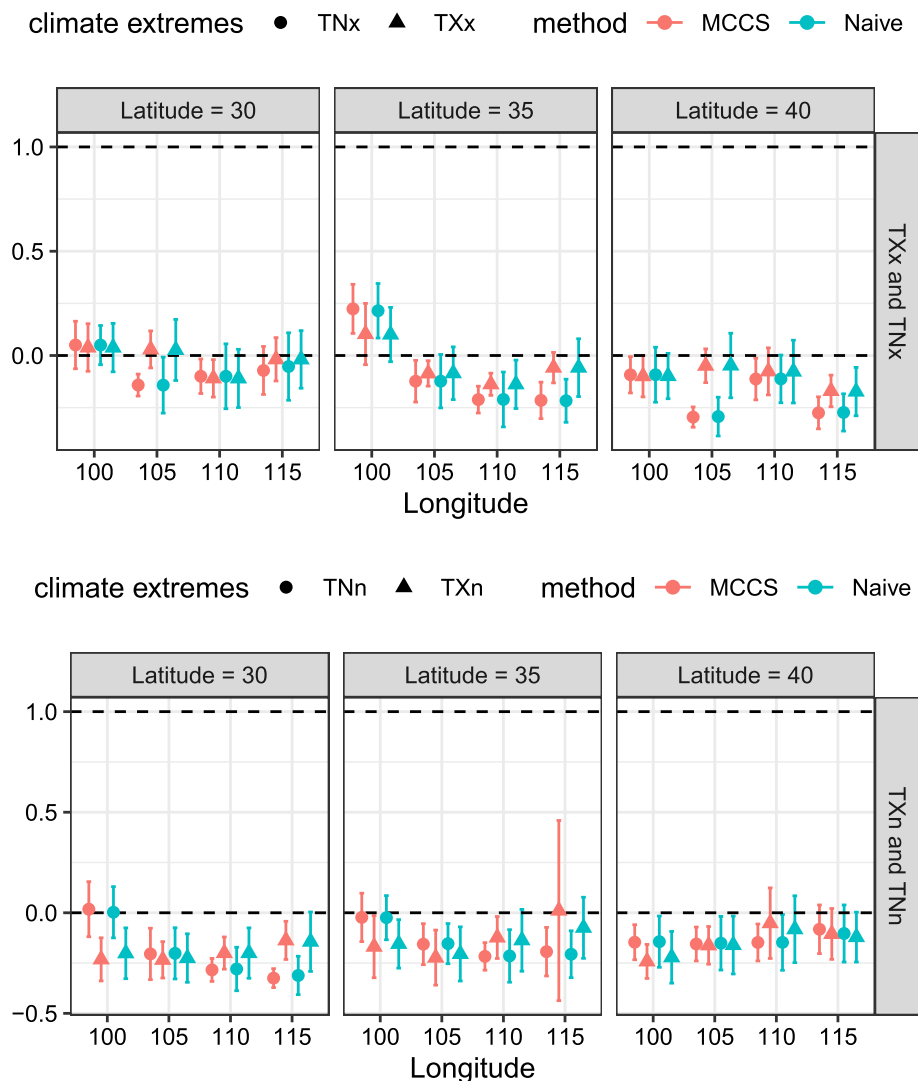 climate extremes TNx TXx method MCCS Naive
Latitude = 30 Latitude = 35 Latitude = 40
1.0
0.5
0.0
TXx and TNx
100 105 110 115 100 105 110 115 100 105 110 115
Longitude
climate extremes TNn TXn method MCCS Naive
Latitude = 30 Latitude = 35 Latitude = 40
1.0
0.5
0.0
−0.5
TXn and TNn
100 105 110 115 100 105 110 115 100 105 110 115
Longitude